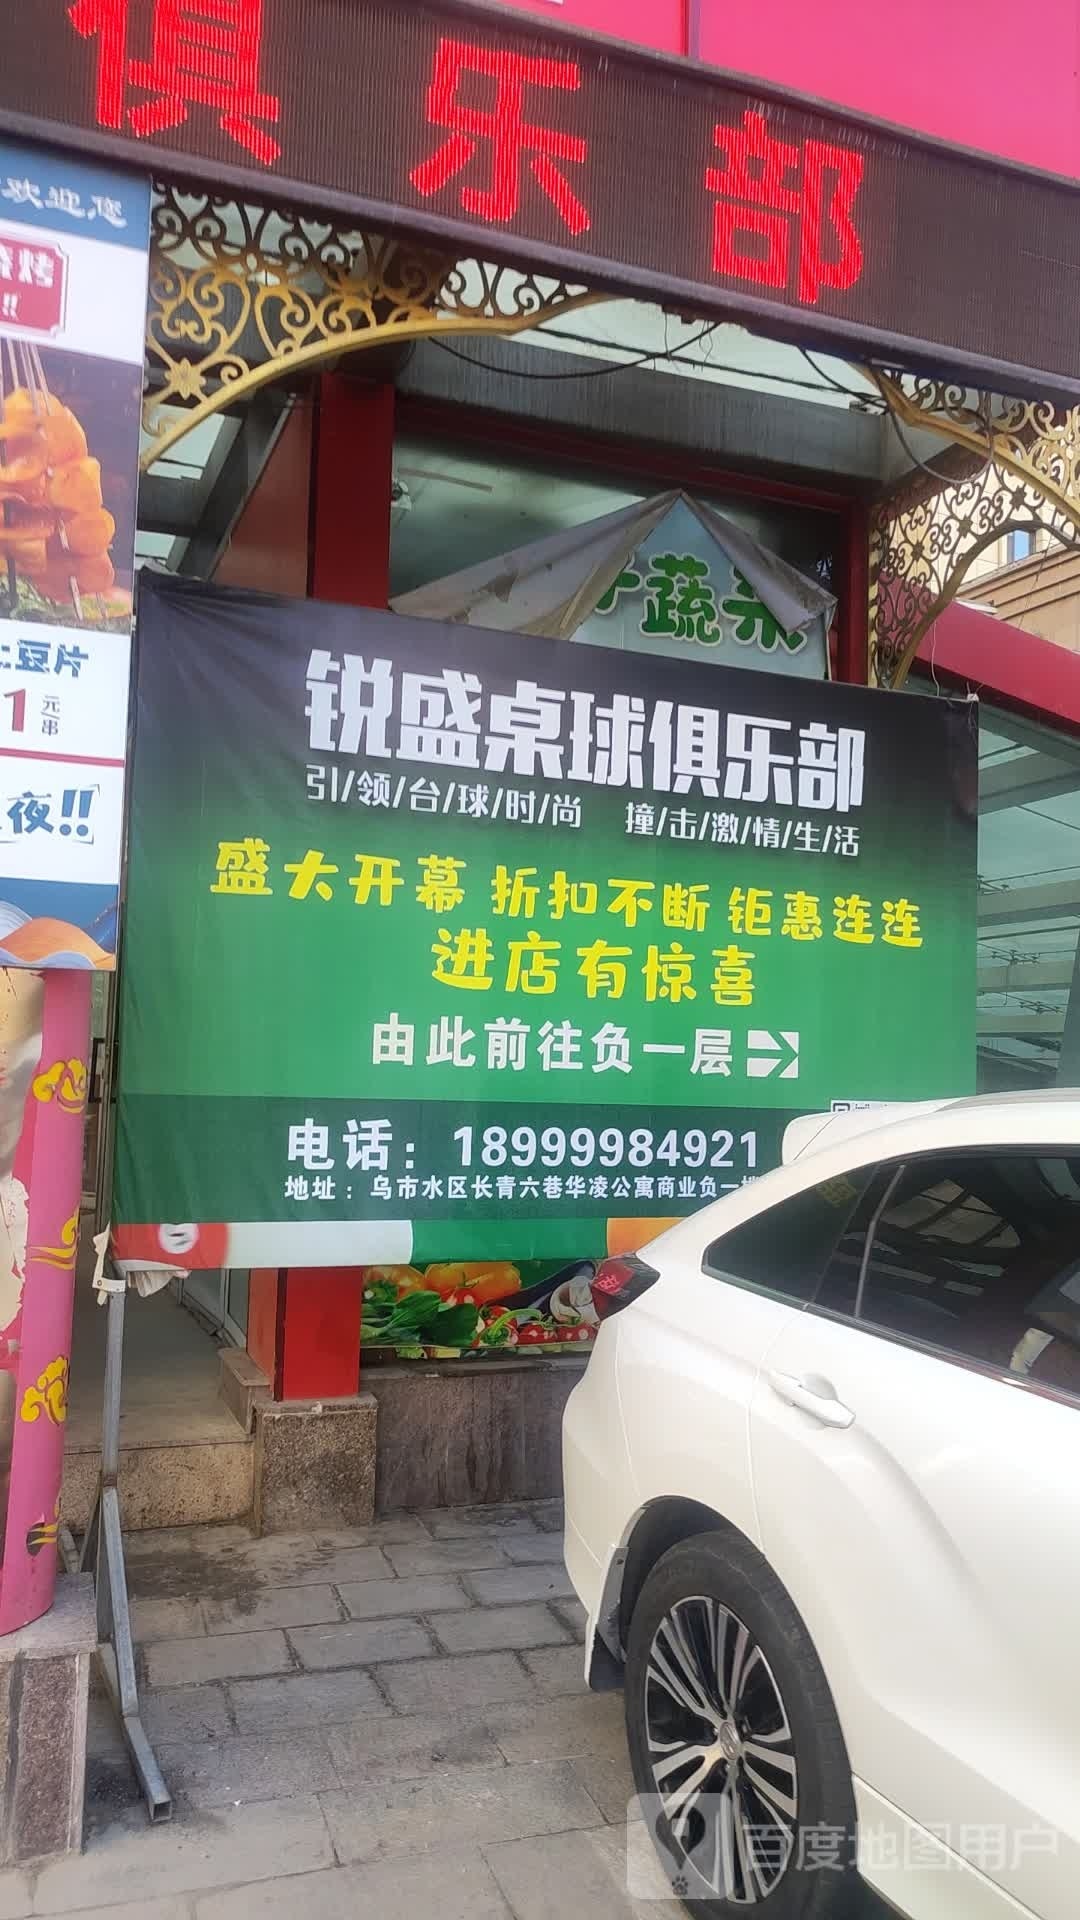 俱乐部
欢迎您
烤
!!
豆片
1元/串
夜!!
蔬菜
锐盛桌球俱乐部
引/领/台/球/时/尚 撞/击/激/情/生/活
盛大开幕 折扣不断 钜惠连连
进店有惊喜
由此前往负一层
电话：18999984921
地址：乌市水区长青六巷华凌公寓商业负一楼
百度地图用户